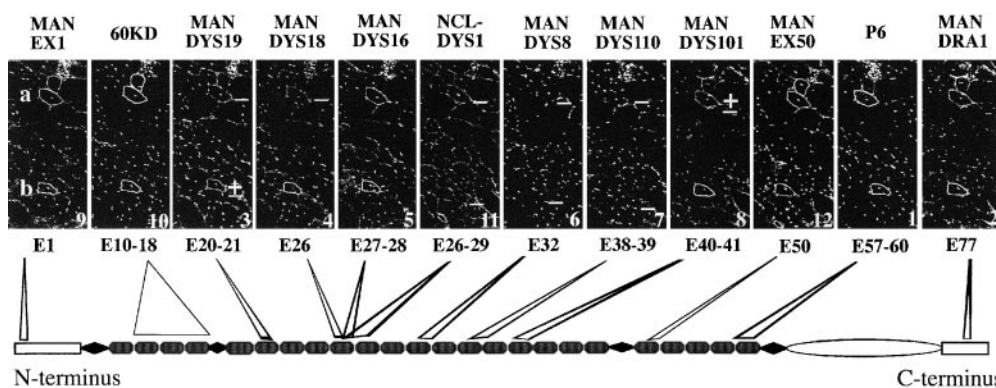 MAN EX1 60KD MAN DYS19 MAN DYS18 MAN DYS16 NCL-DYS1 MAN DYS8 MAN DYS110 MAN DYS101 MAN EX50 P6 MAN DRA1
a – – – – ±
b ± – – –
9 10 3 4 5 11 6 7 8 12 1 2
E1 E10-18 E20-21 E26 E27-28 E26-29 E32 E38-39 E40-41 E50 E57-60 E77
N-terminus C-terminus